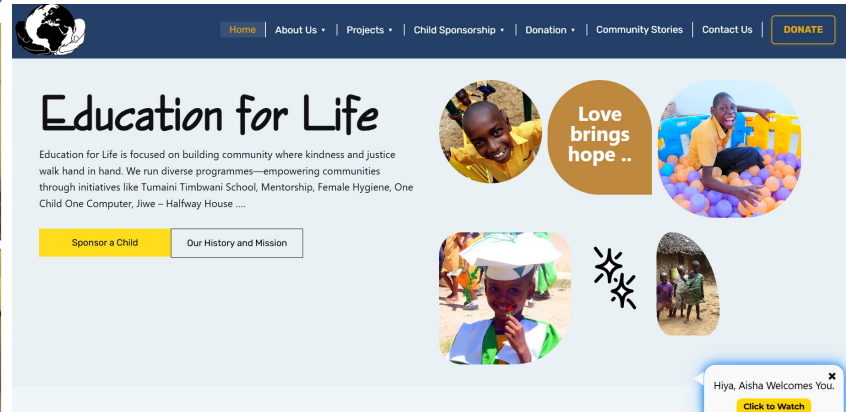 Home About Us Projects Child Sponsorship Donation Community Stories Contact Us DONATE
Education for Life
Education for Life is focused on building community where kindness and justice
walk hand in hand. We run diverse programmes—empowering communities
through initiatives like Tumaini Timbwani School, Mentorship, Female Hygiene, One
Child One Computer, Jiwe – Halfway House ....
Sponsor a Child Our History and Mission
Love
brings
hope ..
Hiya, Aisha Welcomes You.
Click to Watch